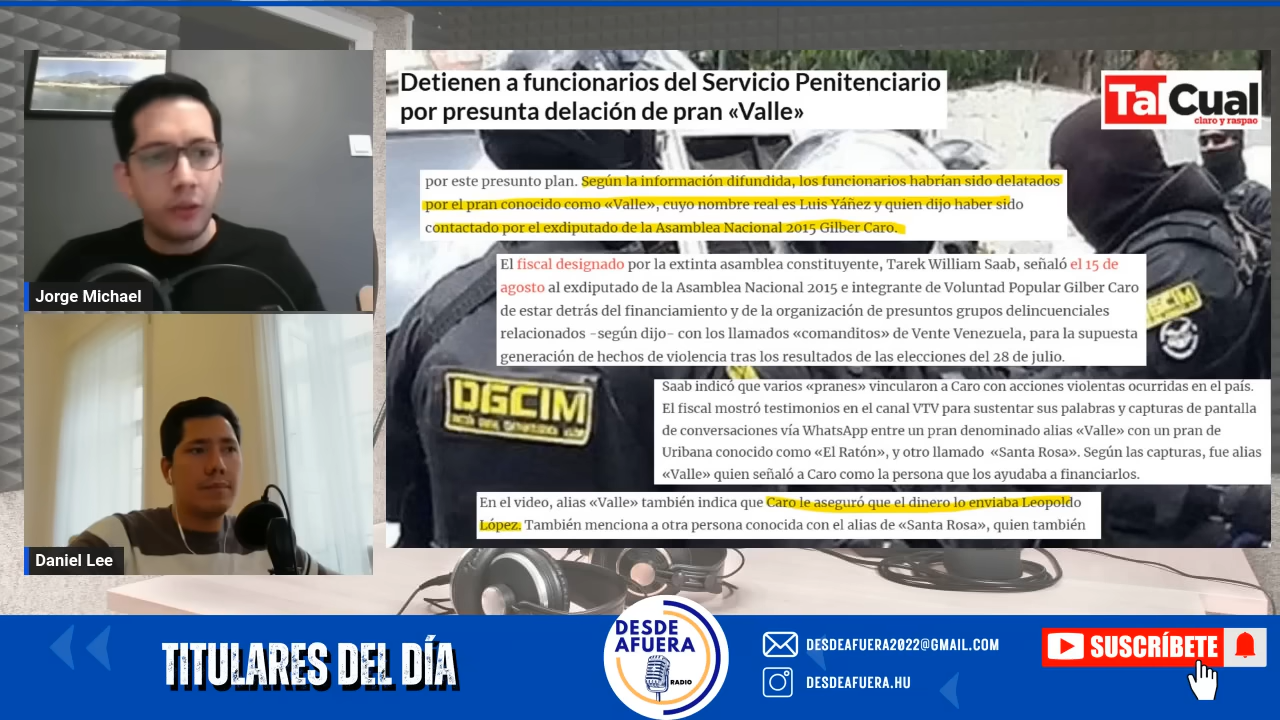 Detienen a funcionarios del Servicio Penitenciario
por presunta delación de pran «Valle»
TalCual
claro y raspao
por este presunto plan. Según la información difundida, los funcionarios habrían sido delatados
por el pran conocido como «Valle», cuyo nombre real es Luis Yáñez y quien dijo haber sido
contactado por el exdiputado de la Asamblea Nacional 2015 Gilber Caro.
El fiscal designado por la extinta asamblea constituyente, Tarek William Saab, señaló el 15 de
agosto al exdiputado de la Asamblea Nacional 2015 e integrante de Voluntad Popular Gilber Caro
de estar detrás del financiamiento y de la organización de presuntos grupos delincuenciales
relacionados -según dijo- con los llamados «comanditos» de Vente Venezuela, para la supuesta
generación de hechos de violencia tras los resultados de las elecciones del 28 de julio.
DGCIM
DGCIM
Saab indicó que varios «pranes» vincularon a Caro con acciones violentas ocurridas en el país.
El fiscal mostró testimonios en el canal VTV para sustentar sus palabras y capturas de pantalla
de conversaciones vía WhatsApp entre un pran denominado alias «Valle» con un pran de
Uribana conocido como «El Ratón», y otro llamado «Santa Rosa». Según las capturas, fue alias
«Valle» quien señaló a Caro como la persona que los ayudaba a financiarlos.
En el video, alias «Valle» también indica que Caro le aseguró que el dinero lo enviaba Leopoldo
López. También menciona a otra persona conocida con el alias de «Santa Rosa», quien también
Jorge Michael
Daniel Lee
TITULARES DEL DÍA
DESDE
AFUERA
RADIO
DESDEAFUERA2022@GMAIL.COM
DESDEAFUERA.HU
SUSCRÍBETE